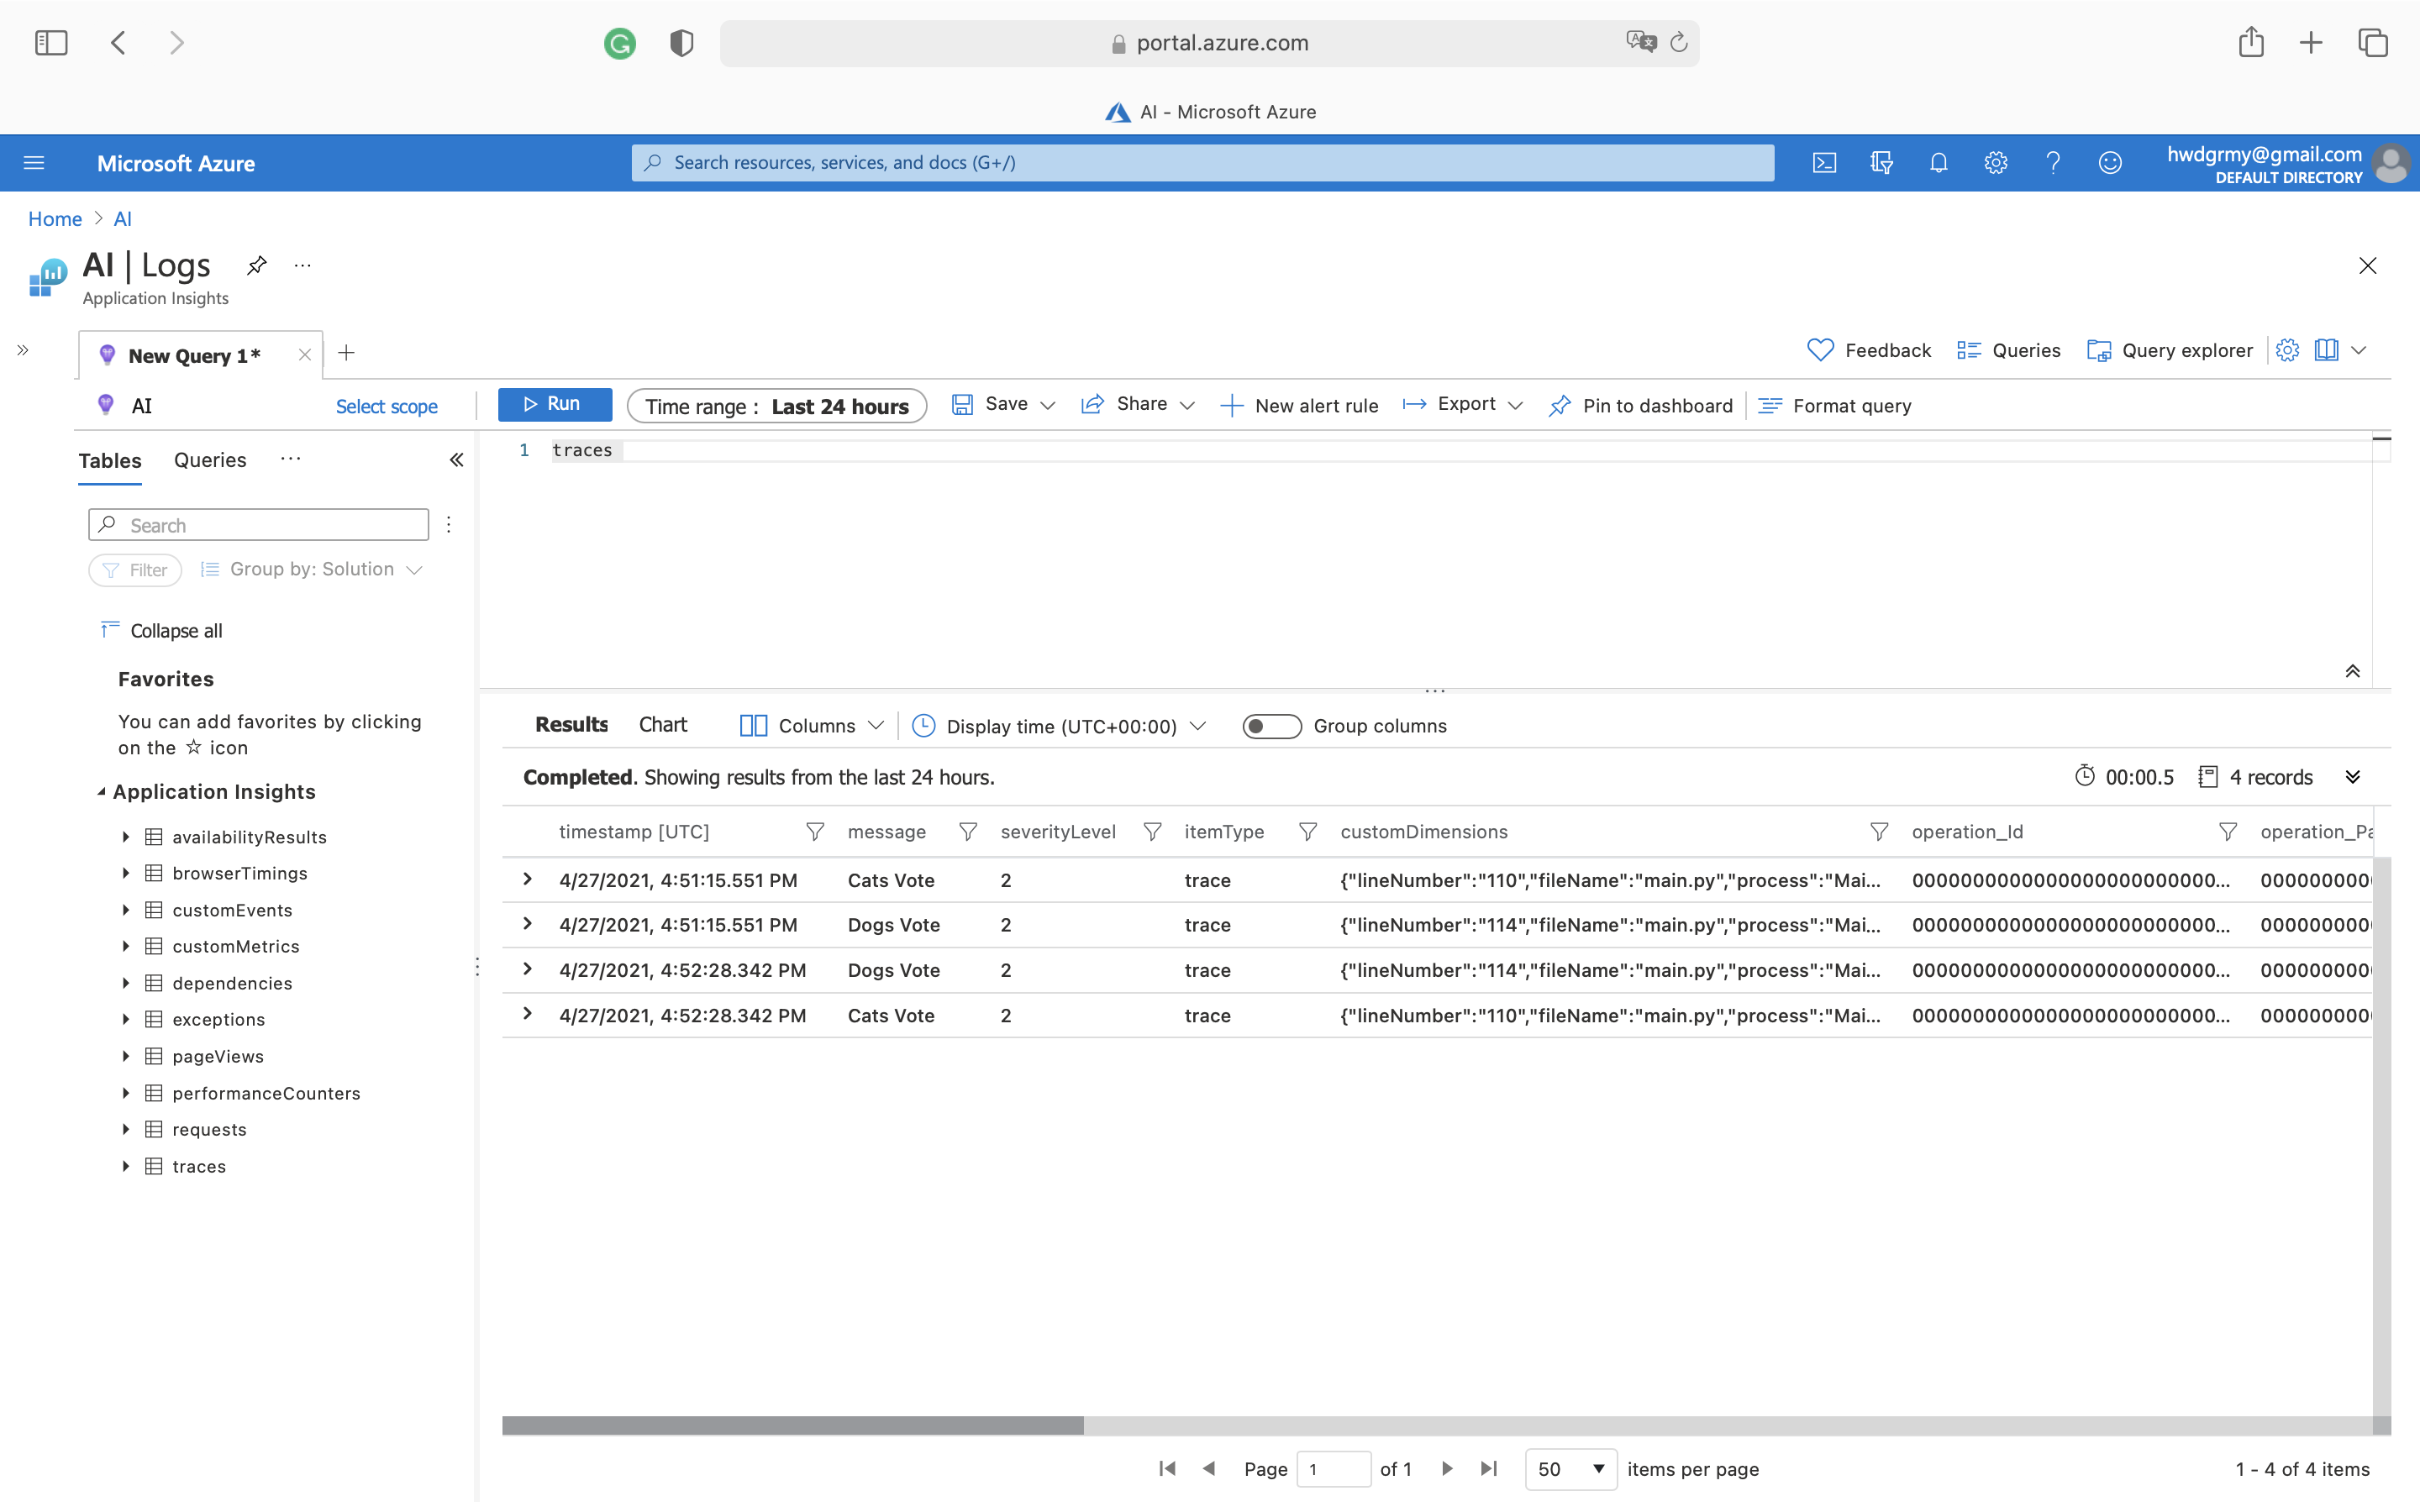 portal.azure.com
AI - Microsoft Azure
Microsoft Azure
Search resources, services, and docs (G+/)
hwdgrmy@gmail.com
DEFAULT DIRECTORY
Home > AI
AI | Logs
Application Insights
New Query 1*
Feedback Queries Query explorer
AI Select scope Run Time range : Last 24 hours Save Share New alert rule Export Pin to dashboard Format query
Tables Queries
1 traces
Search
Filter Group by: Solution
Collapse all
Favorites
You can add favorites by clicking
on the ☆ icon
Application Insights
availabilityResults
browserTimings
customEvents
customMetrics
dependencies
exceptions
pageViews
performanceCounters
requests
traces
Results Chart Columns Display time (UTC+00:00) Group columns
Completed. Showing results from the last 24 hours. 00:00.5 4 records
timestamp [UTC] message severityLevel itemType customDimensions operation_Id operation_Pa
4/27/2021, 4:51:15.551 PM Cats Vote 2 trace {"lineNumber":"110","fileName":"main.py","process":"Mai... 00000000000000000000000000... 000000000
4/27/2021, 4:51:15.551 PM Dogs Vote 2 trace {"lineNumber":"114","fileName":"main.py","process":"Mai... 00000000000000000000000000... 000000000
4/27/2021, 4:52:28.342 PM Dogs Vote 2 trace {"lineNumber":"114","fileName":"main.py","process":"Mai... 00000000000000000000000000... 000000000
4/27/2021, 4:52:28.342 PM Cats Vote 2 trace {"lineNumber":"110","fileName":"main.py","process":"Mai... 00000000000000000000000000... 000000000
Page 1 of 1 50 items per page 1 - 4 of 4 items